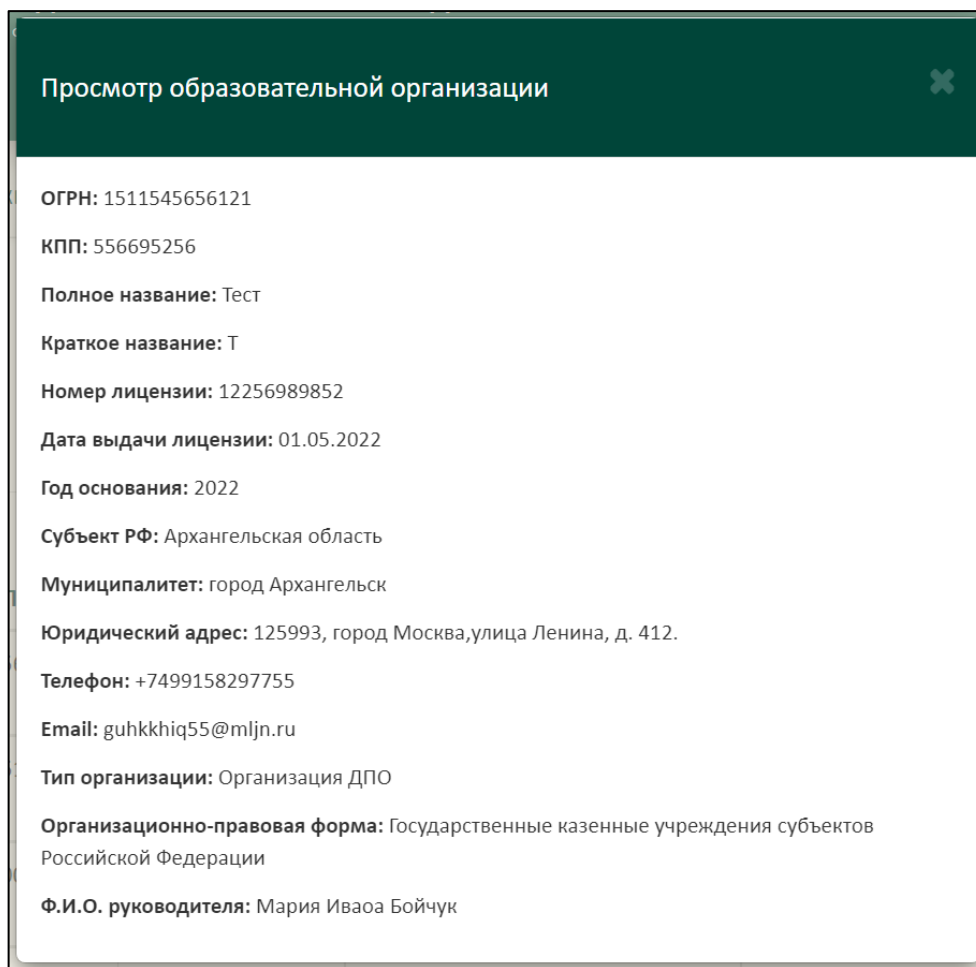 Просмотр образовательной организации
ОГРН: 1511545656121
КПП: 556695256
Полное название: Тест
Краткое название: Т
Номер лицензии: 12256989852
Дата выдачи лицензии: 01.05.2022
Год основания: 2022
Субъект РФ: Архангельская область
Муниципалитет: город Архангельск
Юридический адрес: 125993, город Москва,улица Ленина, д. 412.
Телефон: +7499158297755
Email: guhkkhiq55@mljn.ru
Тип организации: Организация ДПО
Организационно-правовая форма: Государственные казенные учреждения субъектов
Российской Федерации
Ф.И.О. руководителя: Мария Иваоа Бойчук